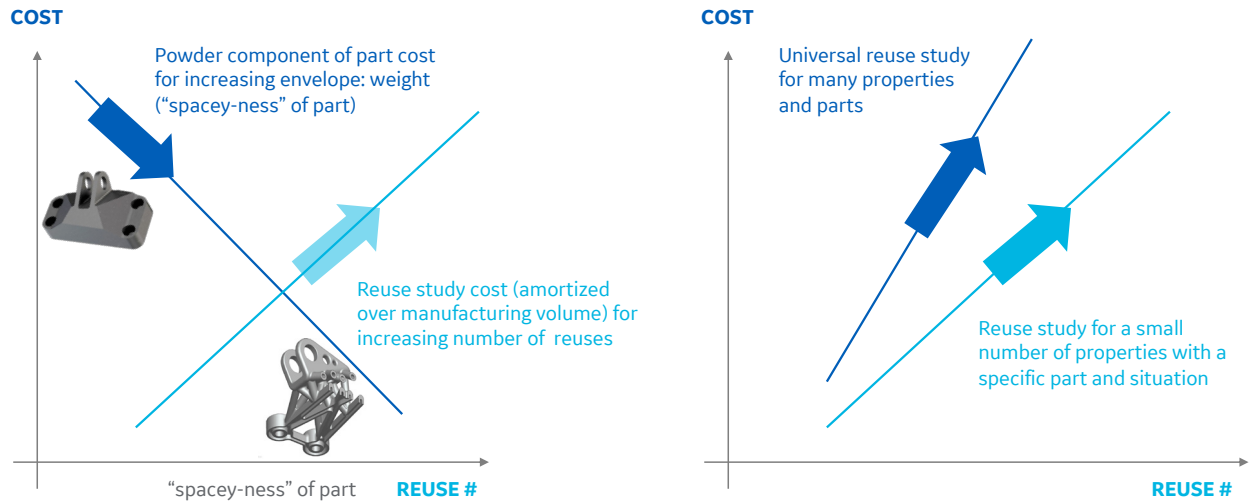 COST
Powder component of part cost
for increasing envelope: weight
(“spacey-ness” of part)
Reuse study cost (amortized
over manufacturing volume) for
increasing number of reuses
“spacey-ness” of part
REUSE #
COST
Universal reuse study
for many properties
and parts
Reuse study for a small
number of properties with a
specific part and situation
REUSE #